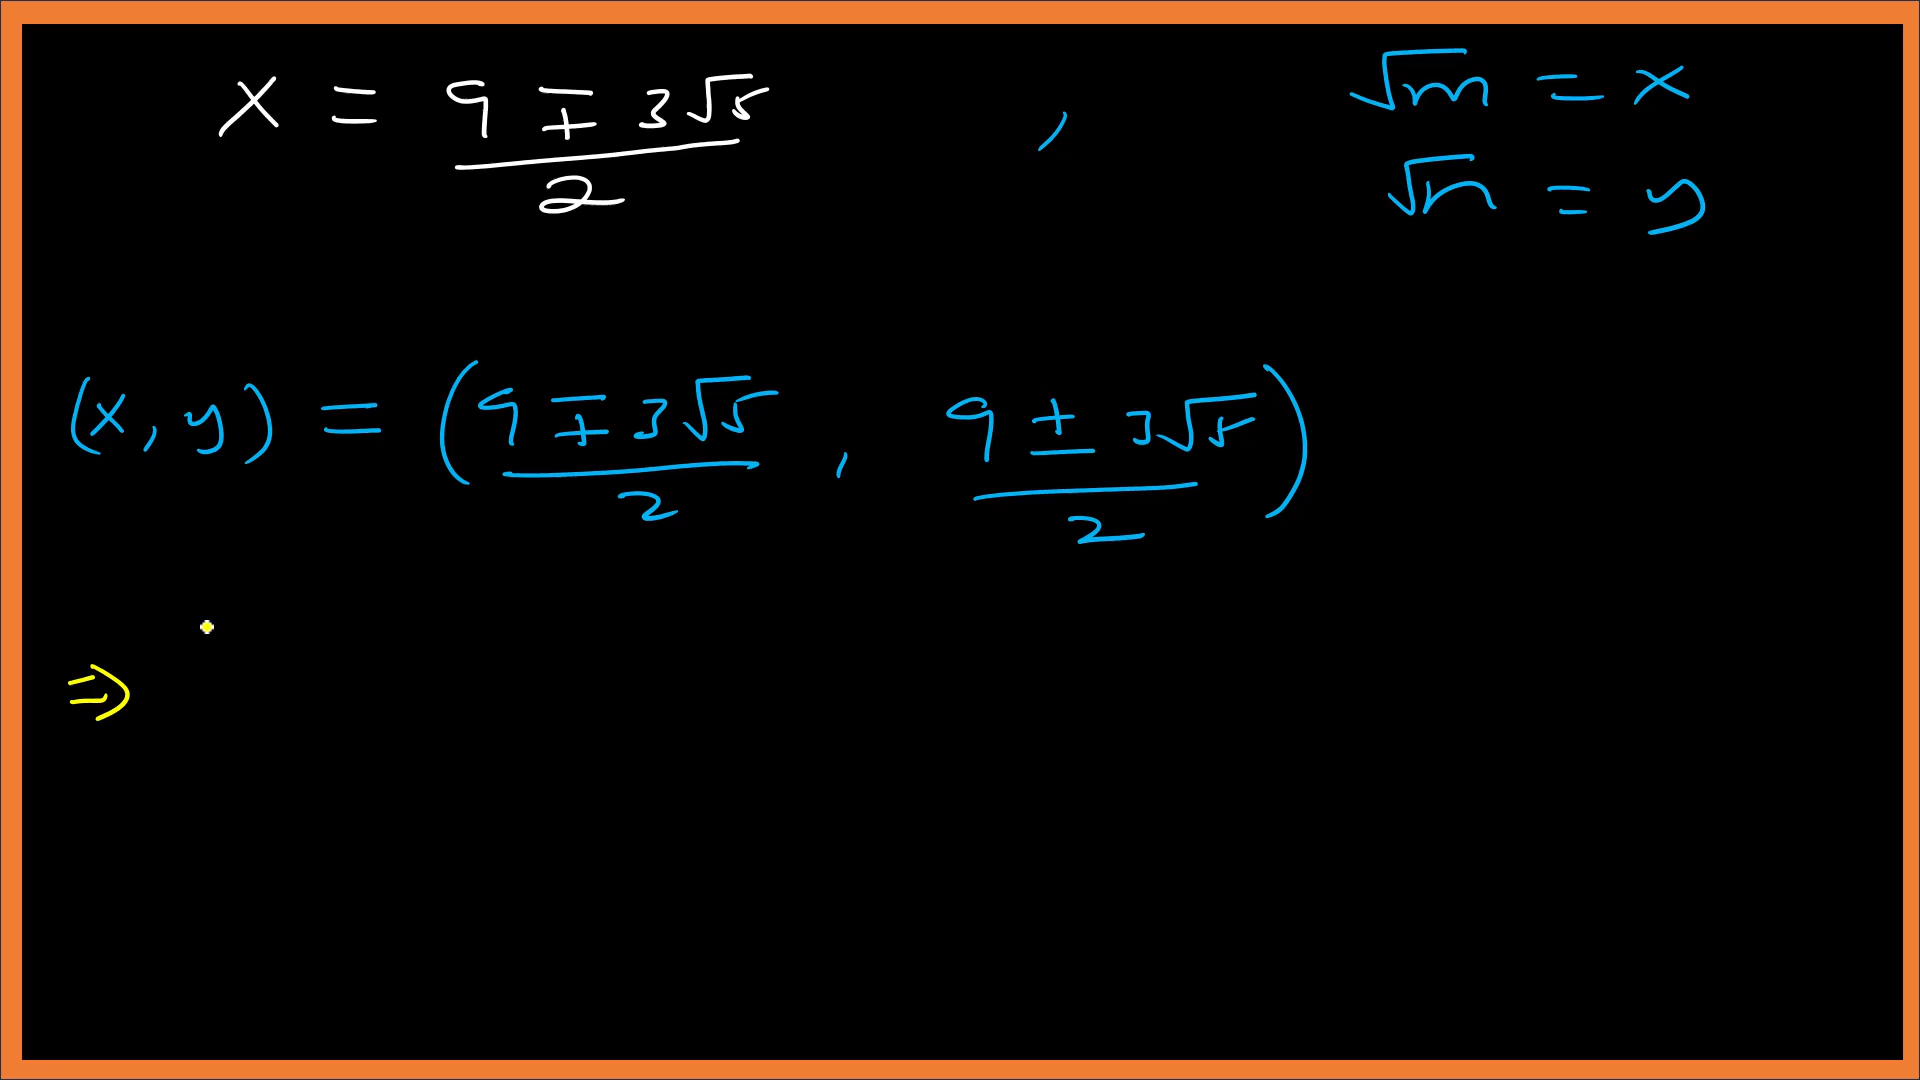 x = (9 ∓ 3√5)/2 , √m = x
√n = y
(x, y) = ((9 ∓ 3√5)/2 , (9 ± 3√5)/2)
⇒